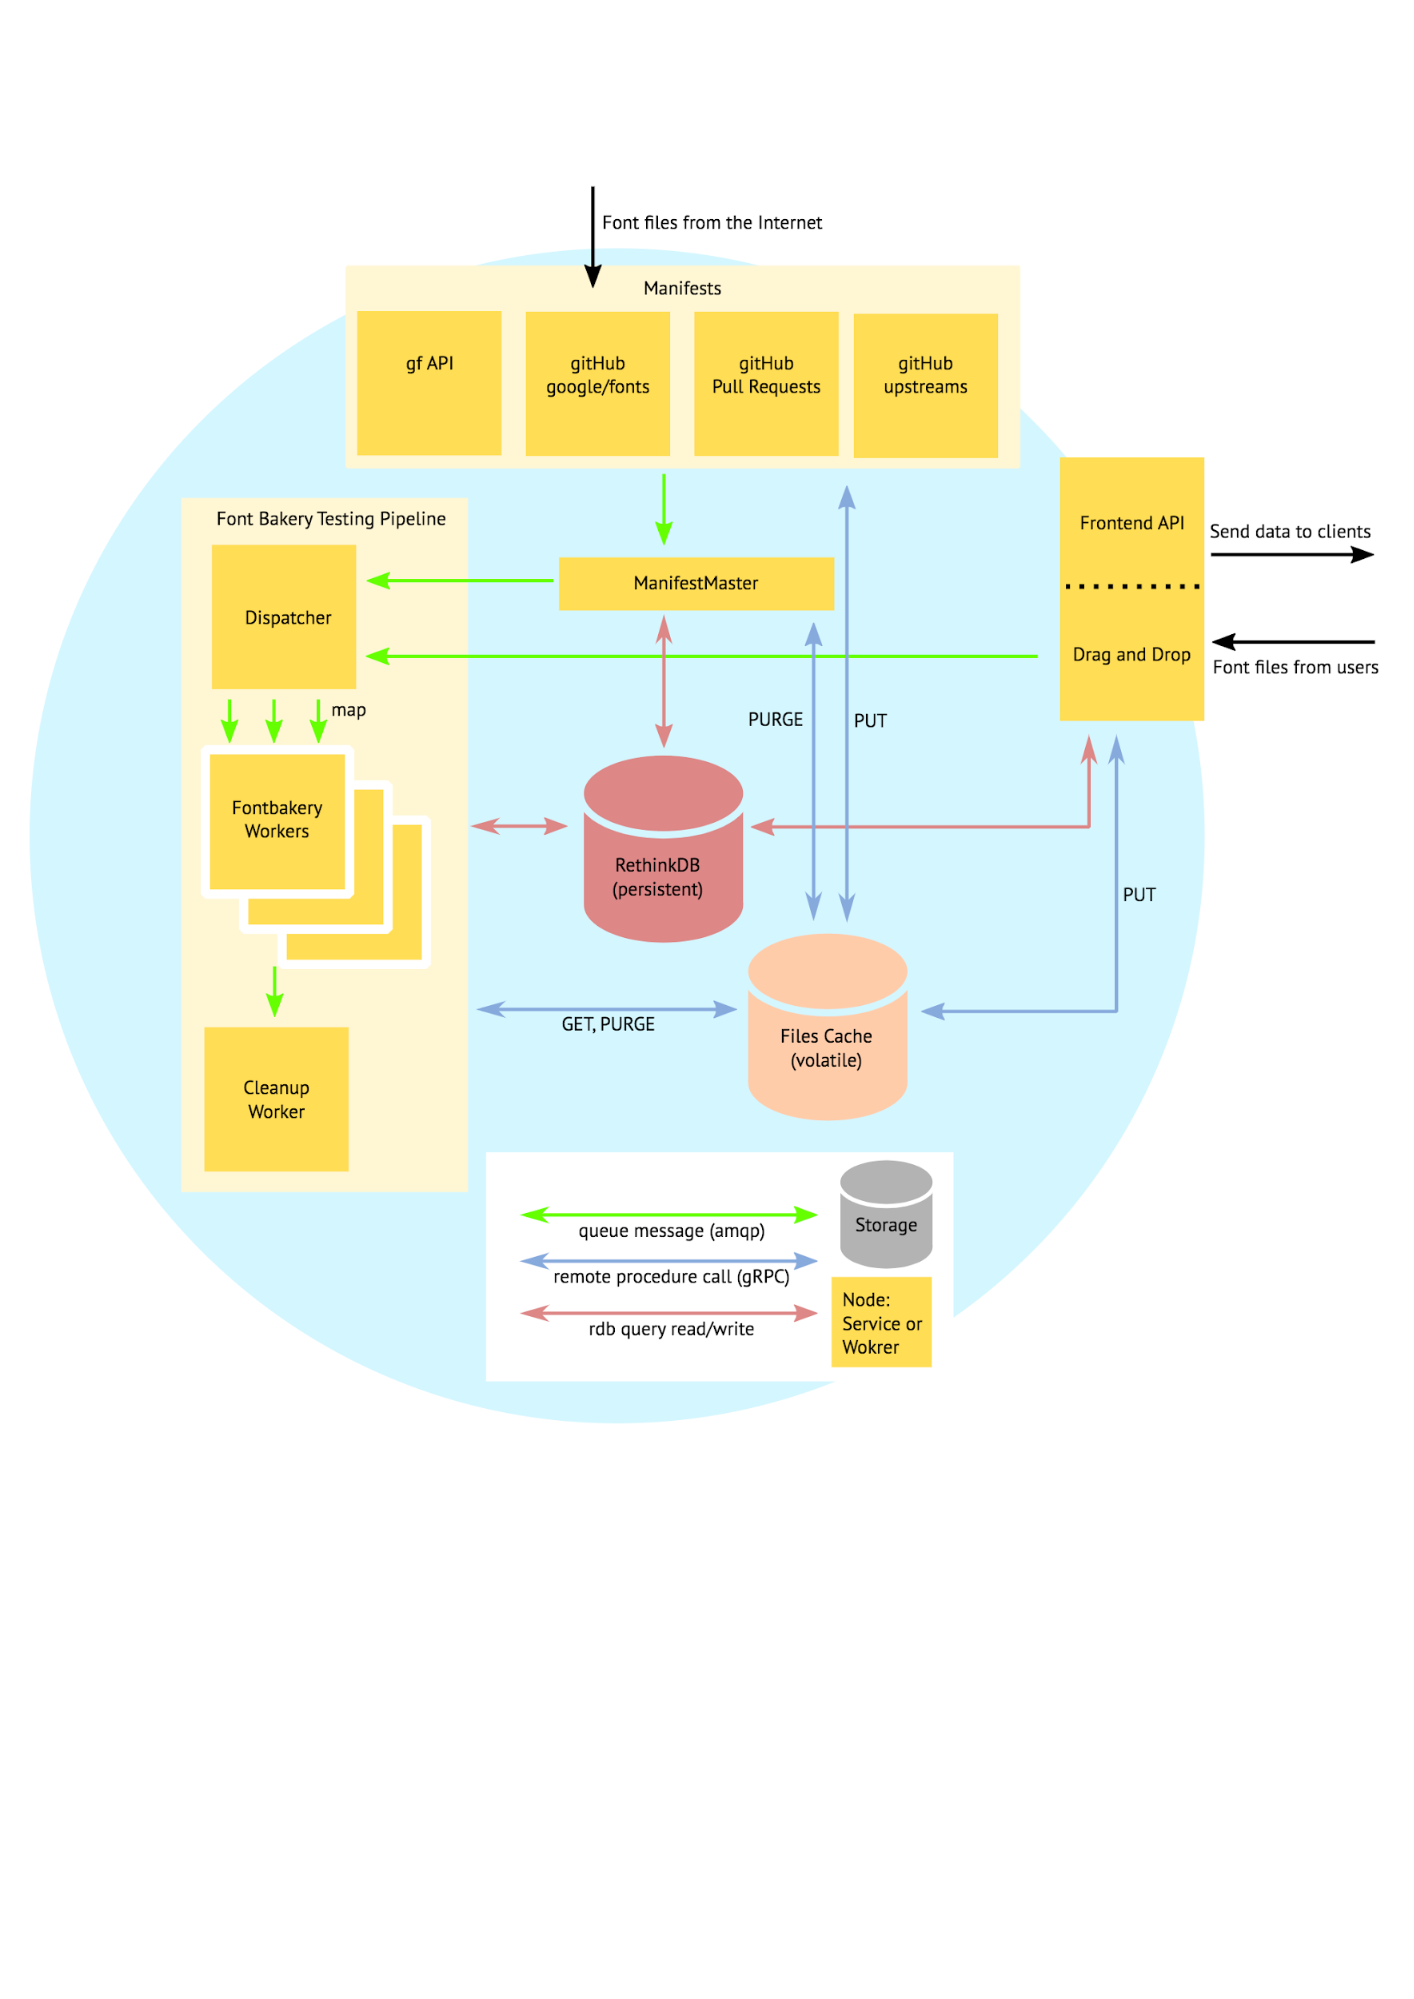 Font files from the Internet
Manifests
gf API
gitHub
google/fonts
gitHub
Pull Requests
gitHub
upstreams
Font Bakery Testing Pipeline
Dispatcher
map
Fontbakery
Workers
Cleanup
Worker
ManifestMaster
Frontend API
Drag and Drop
Send data to clients
Font files from users
PURGE
PUT
RethinkDB
(persistent)
PUT
GET, PURGE
Files Cache
(volatile)
queue message (amqp)
remote procedure call (gRPC)
rdb query read/write
Storage
Node:
Service or
Wokrer